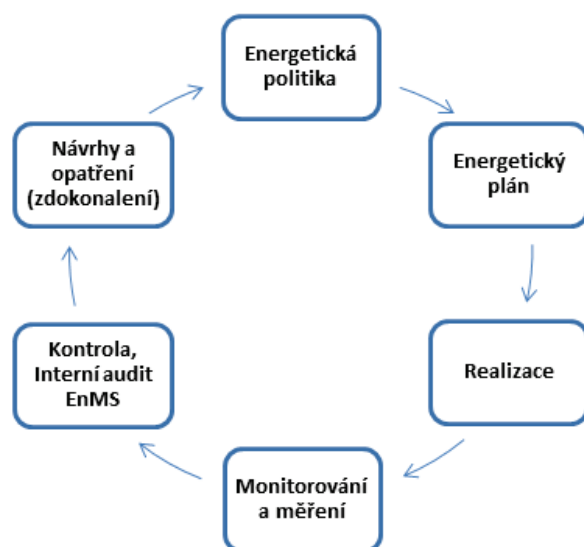 Energetická
politika
Energetický
plán
Realizace
Monitorování
a měření
Kontrola,
Interní audit
EnMS
Návrhy a
opatření
(zdokonalení)